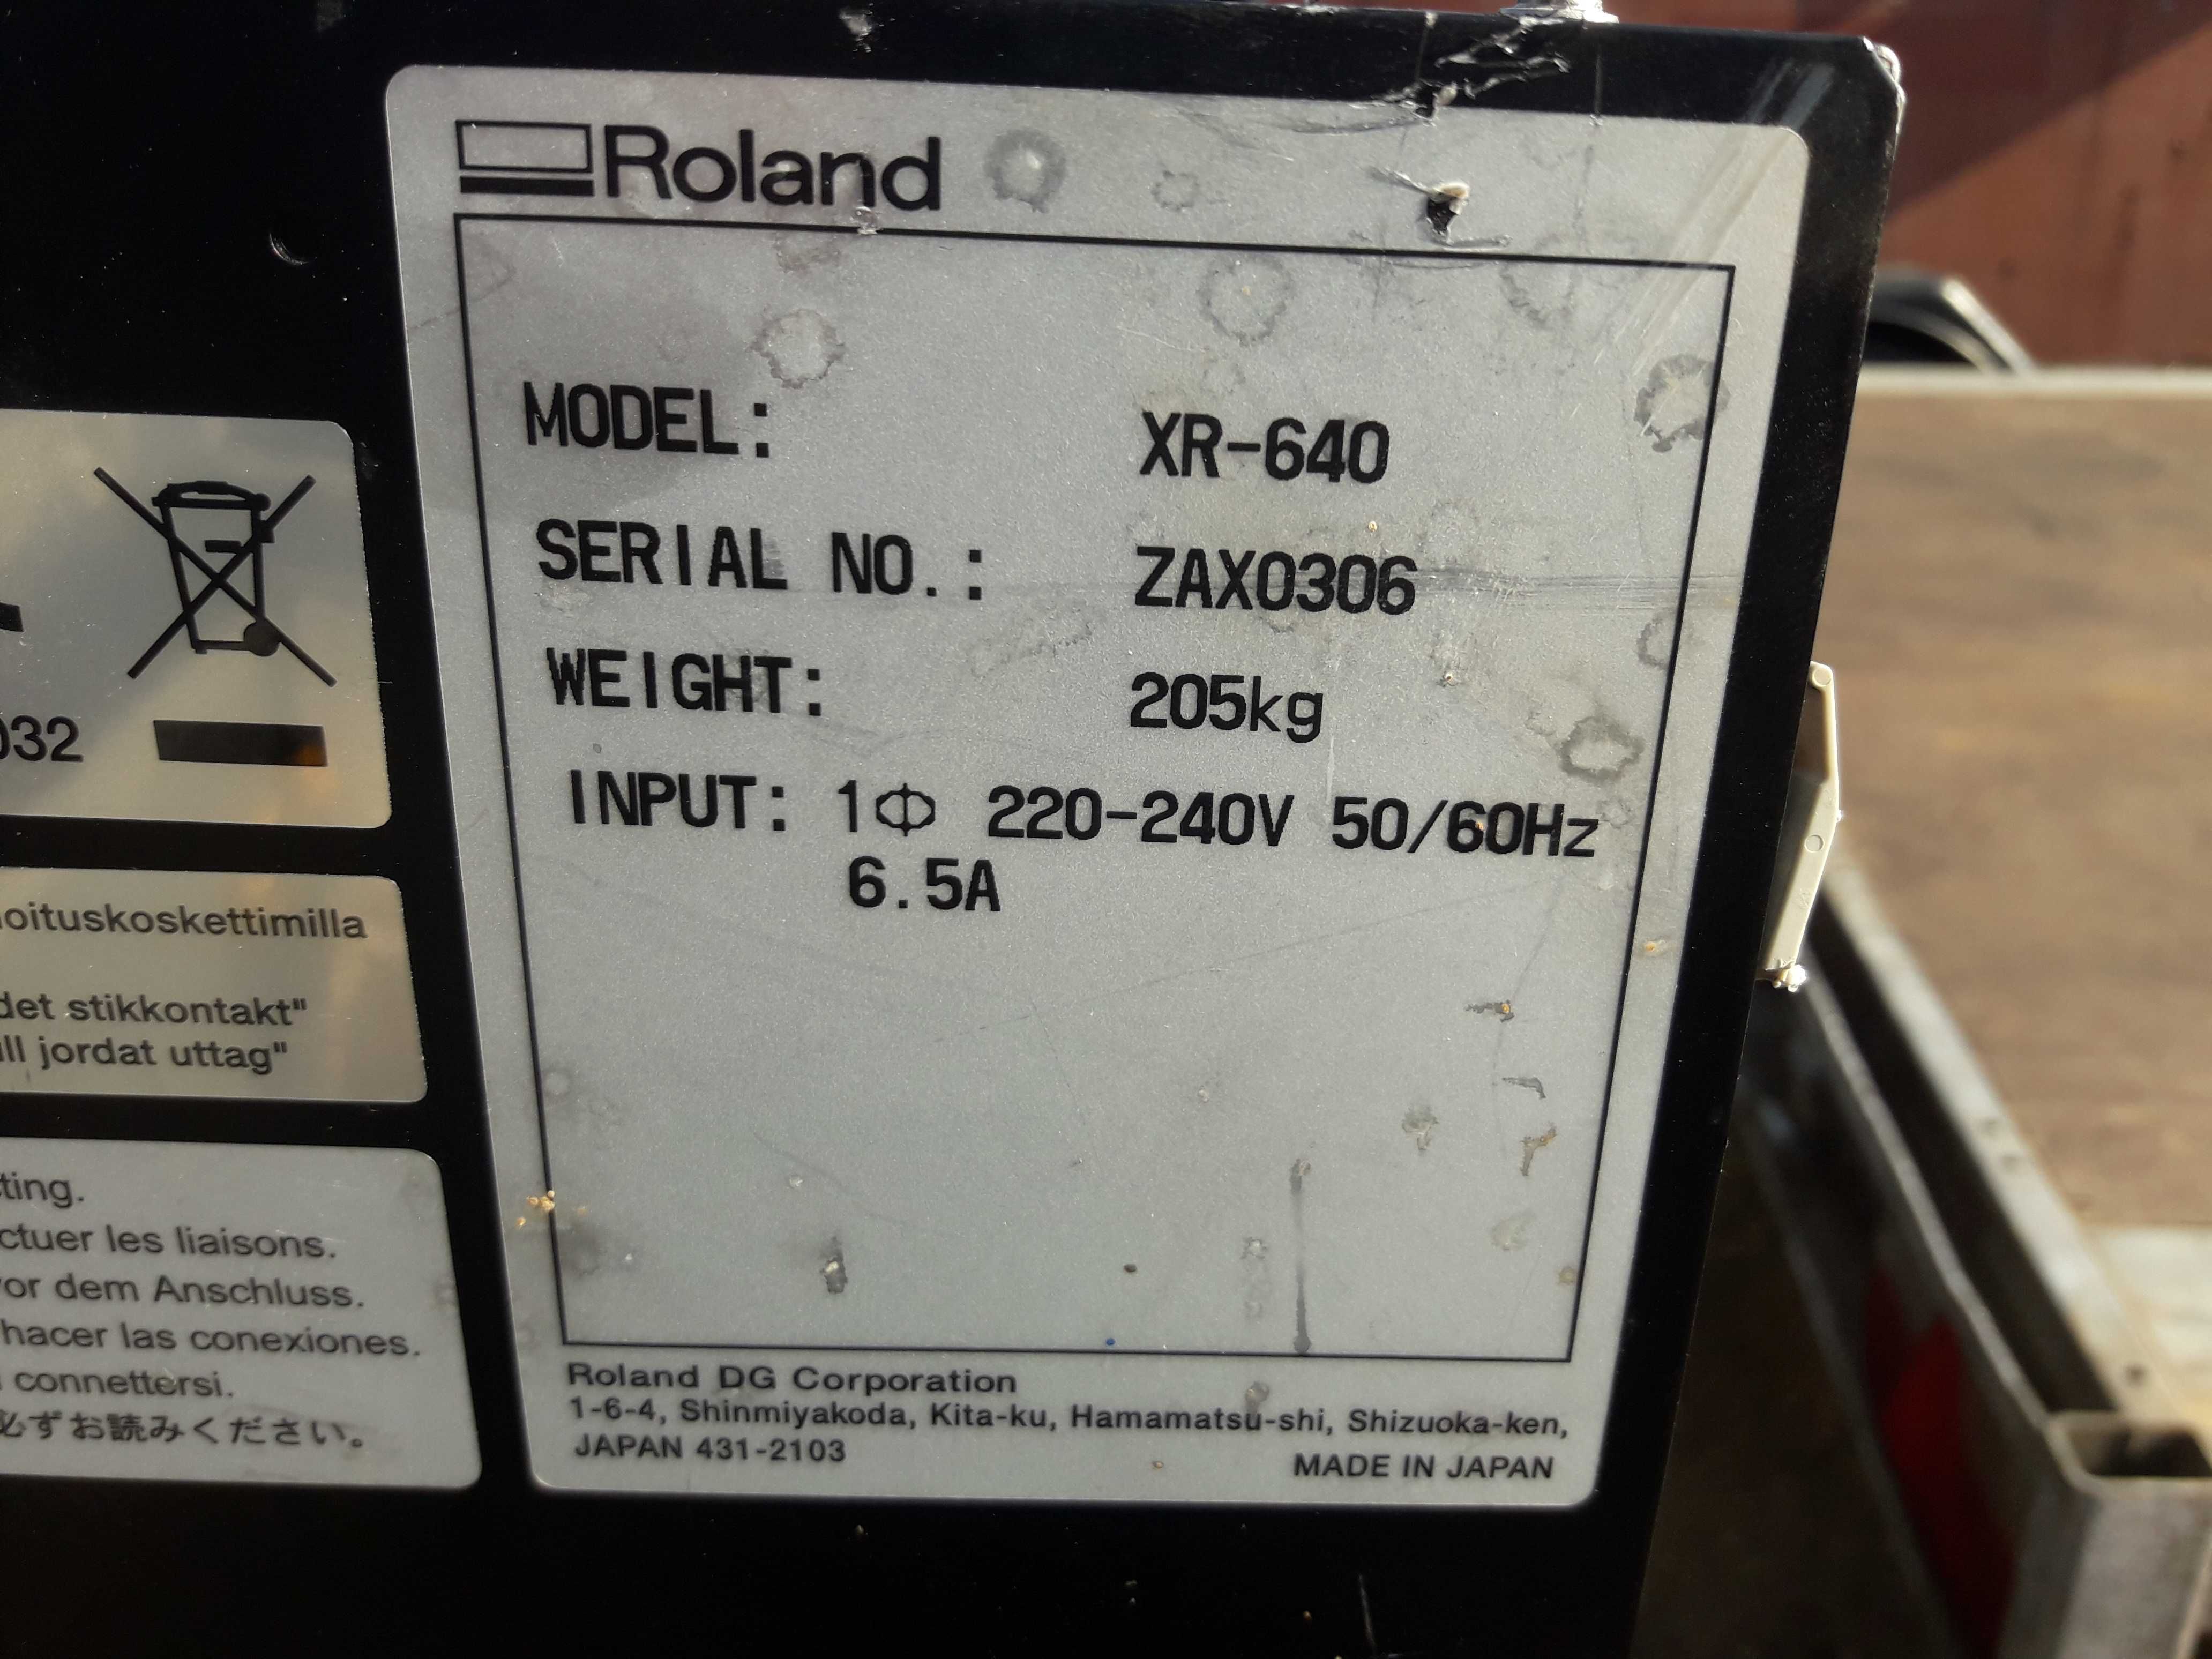 Roland
MODEL: XR-640
SERIAL NO.: ZAX0306
WEIGHT: 205kg
INPUT: 1Φ 220-240V 50/60Hz
6.5A
Roland DG Corporation
1-6-4, Shinmiyakoda, Kita-ku, Hamamatsu-shi, Shizuoka-ken,
JAPAN 431-2103
MADE IN JAPAN
032
oituskoskettimilla
det stikkontakt"
ll jordat uttag"
ting.
ctuer les liaisons.
or dem Anschluss.
hacer las conexiones.
connettersi.
必ずお読みください。